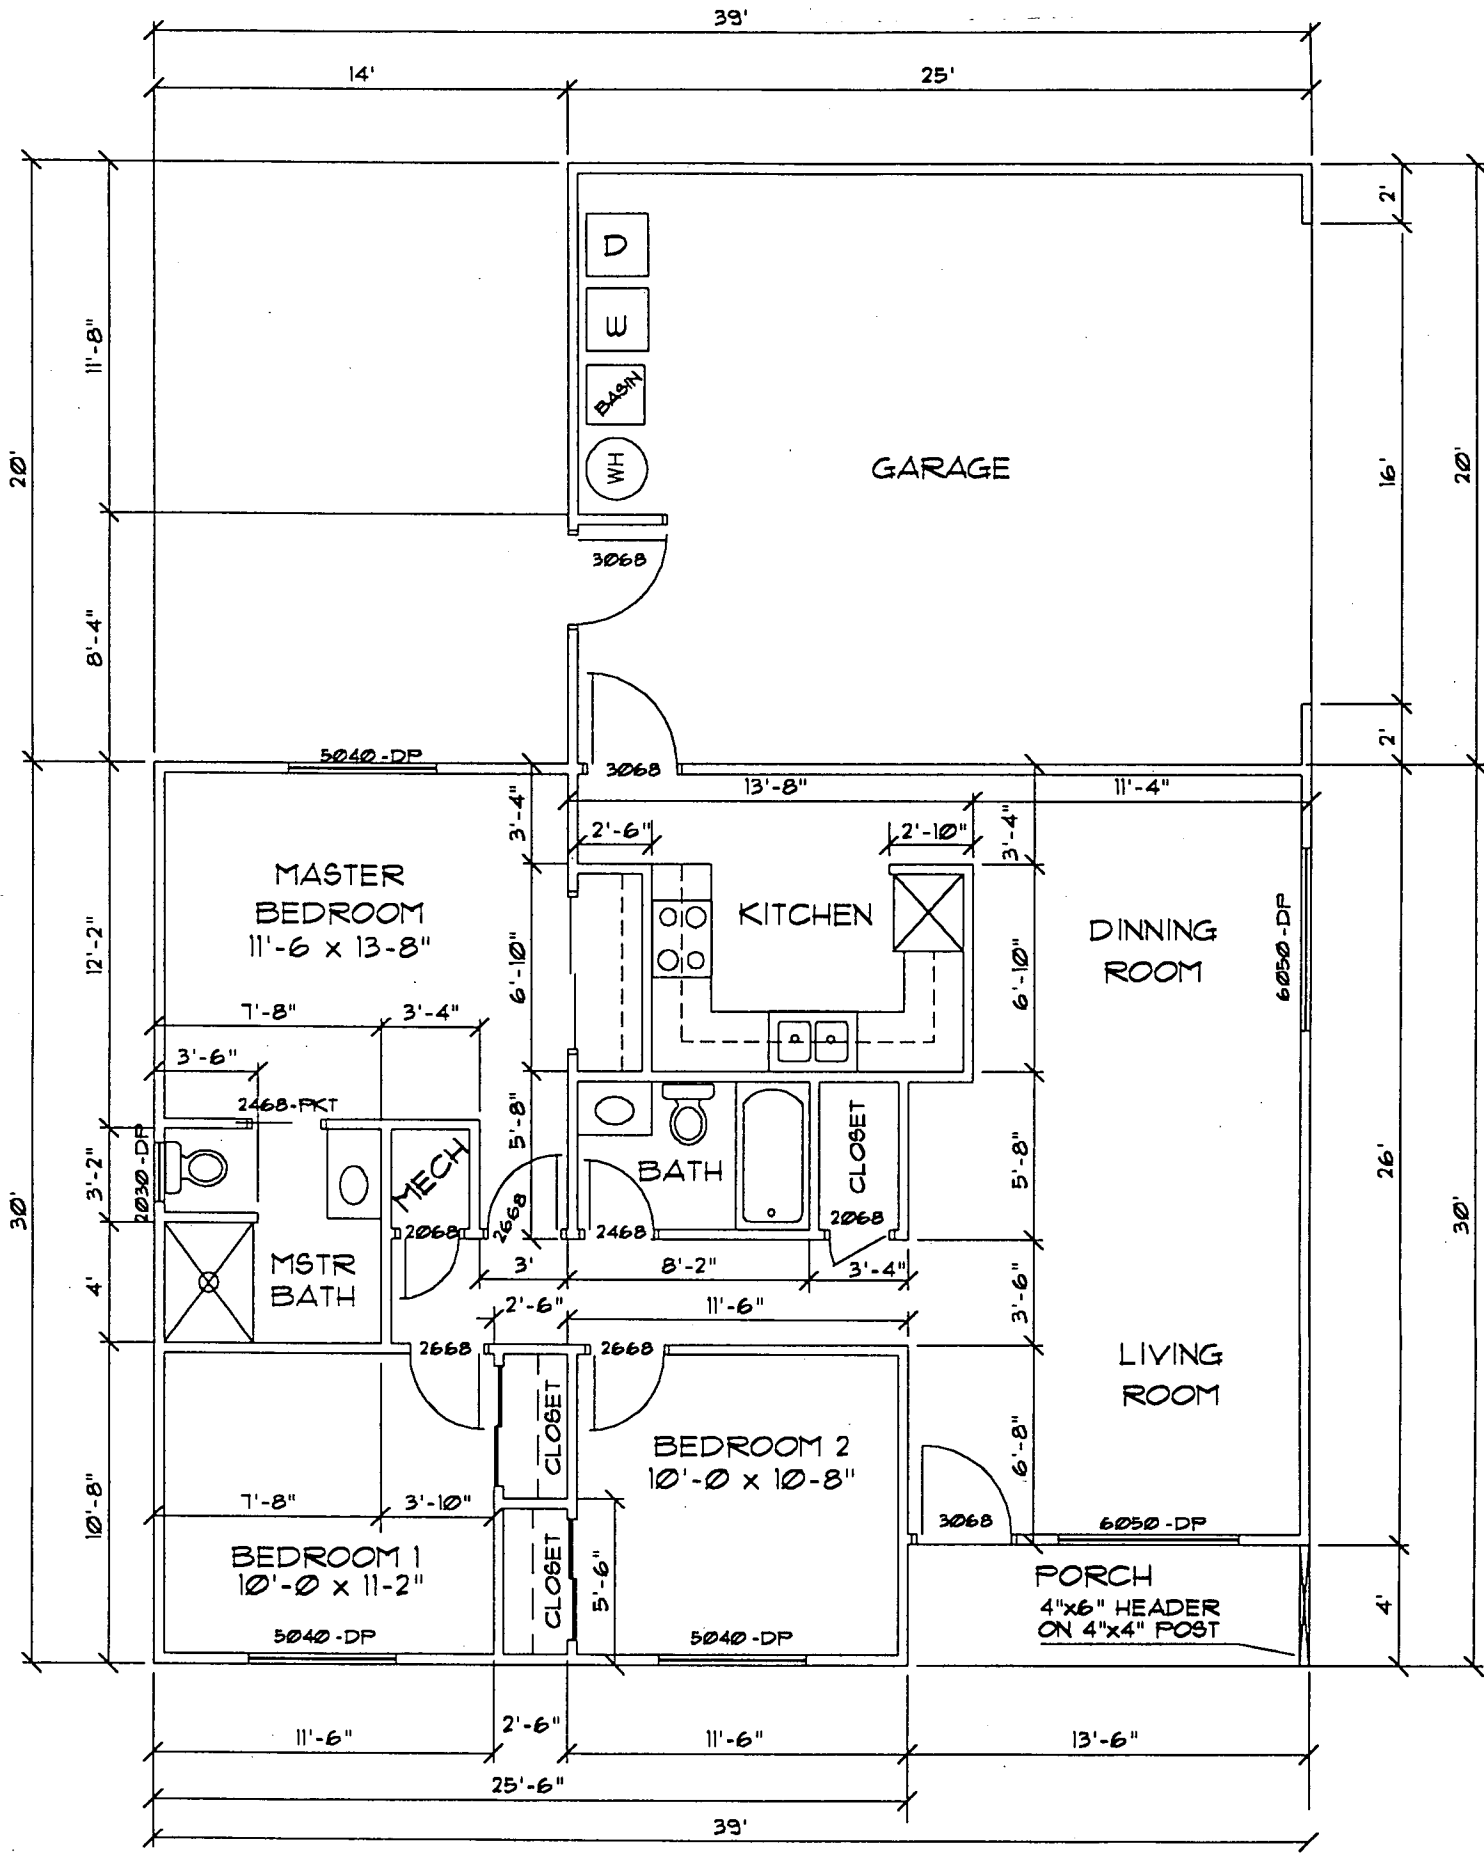 39'
14'
25'
2'
D
11'-8"
W
BASIN
20'
WH
GARAGE
16'
20'
3068
8'-4"
2'
5040-DP
3068
13'-8"
11'-4"
3'-4"
2'-6"
2'-10"
3'-4"
MASTER
BEDROOM
11'-6 x 13-8"
KITCHEN
DINNING
ROOM
6050-DP
12'-2"
6'-10"
6'-10"
7'-8"
3'-4"
3'-6"
2468-PKT
5'-8"
2030-DP
3'-2"
MECH
BATH
CLOSET
5'-8"
26'
30'
30'
2068
2668
2468
2068
MSTR
BATH
3'
8'-2"
3'-4"
4'
2'-6"
11'-6"
3'-6"
2668
2668
LIVING
ROOM
CLOSET
BEDROOM 2
10'-0 x 10-8"
6'-8"
10'-8"
7'-8"
3'-10"
3068
6050-DP
BEDROOM 1
10'-0 x 11-2"
CLOSET
5'-6"
PORCH
4"x6" HEADER
ON 4"x4" POST
4'
5040-DP
5040-DP
11'-6"
2'-6"
11'-6"
13'-6"
25'-6"
39'